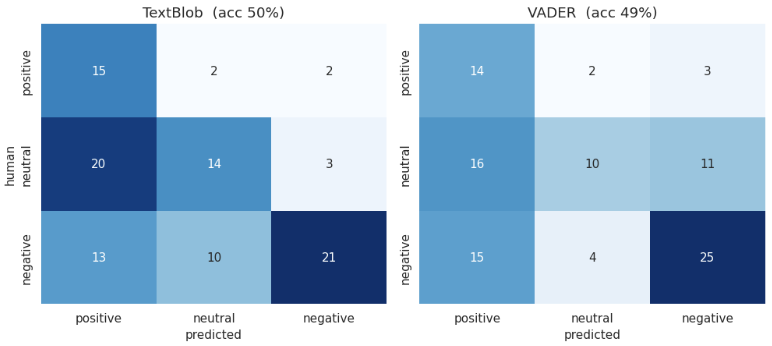 TextBlob (acc 50%)
positive
15 2 2
human
neutral
20 14 3
negative
13 10 21
positive neutral negative
predicted
VADER (acc 49%)
positive
14 2 3
neutral
16 10 11
negative
15 4 25
positive neutral negative
predicted